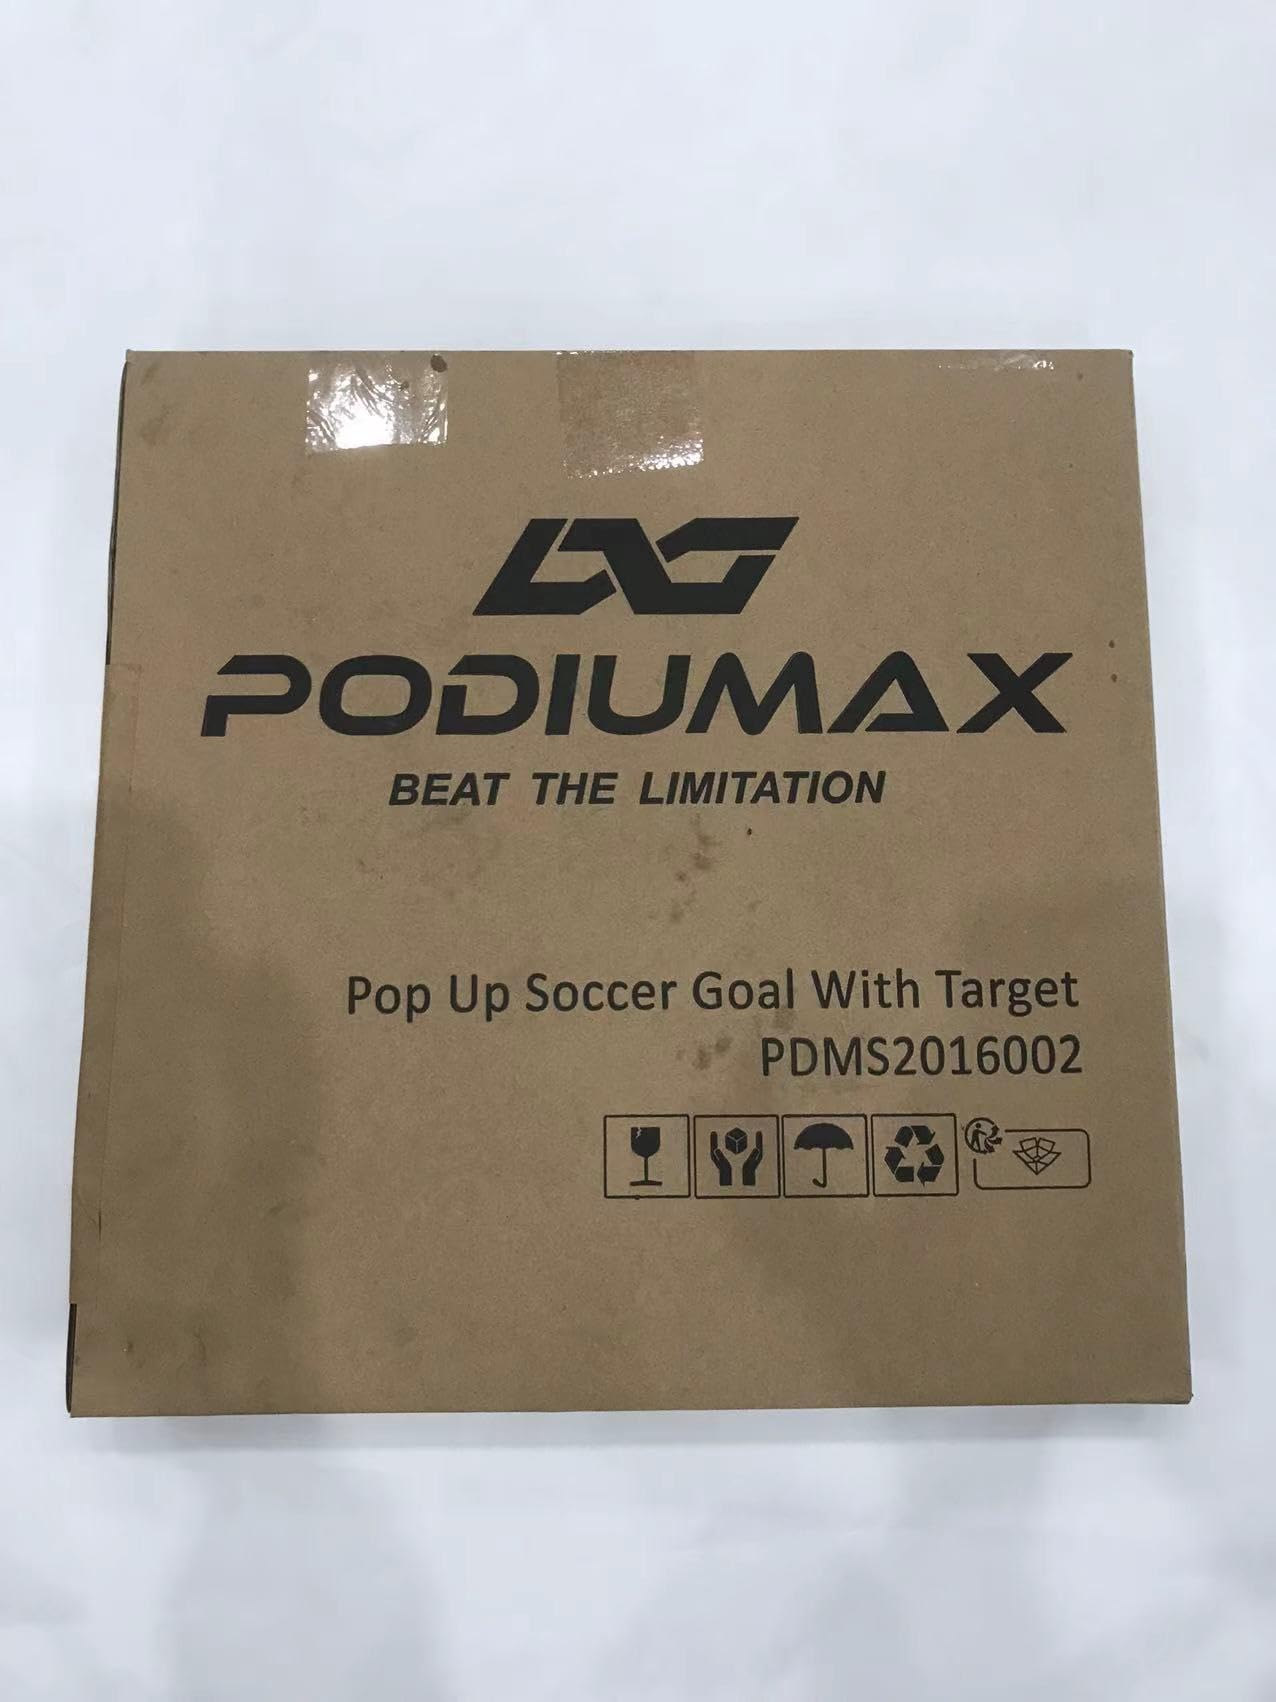 PODIUMAX
BEAT THE LIMITATION
Pop Up Soccer Goal With Target
PDMS2016002